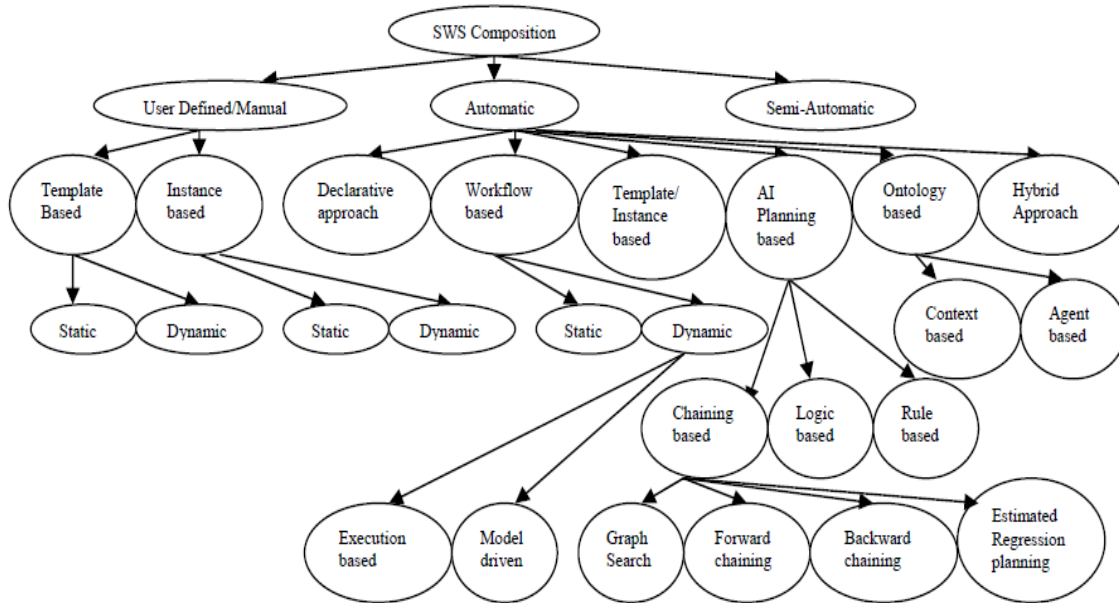 SWS Composition
User Defined/Manual
Automatic
Semi-Automatic
Template
Based
Instance
based
Declarative
approach
Workflow
based
Template/
Instance
based
AI
Planning
based
Ontology
based
Hybrid
Approach
Static
Dynamic
Static
Dynamic
Static
Dynamic
Context
based
Agent
based
Chaining
based
Logic
based
Rule
based
Execution
based
Model
driven
Graph
Search
Forward
chaining
Backward
chaining
Estimated
Regression
planning